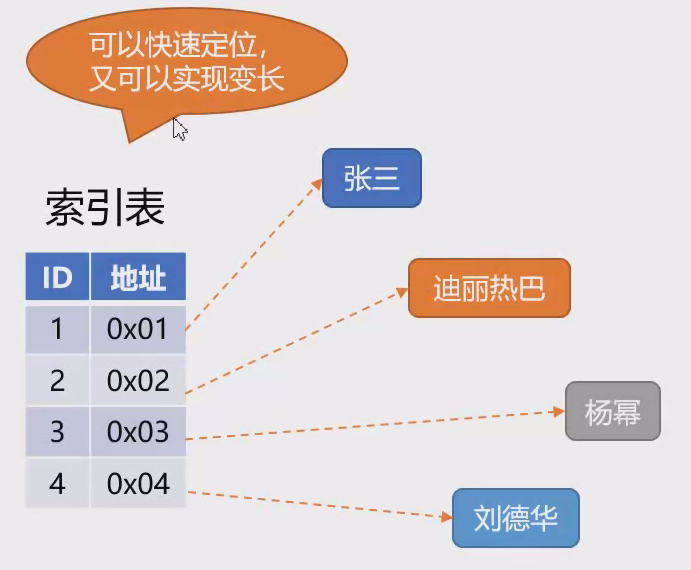 可以快速定位，
又可以实现变长
索引表
ID 地址
1 0x01
2 0x02
3 0x03
4 0x04
张三
迪丽热巴
杨幂
刘德华